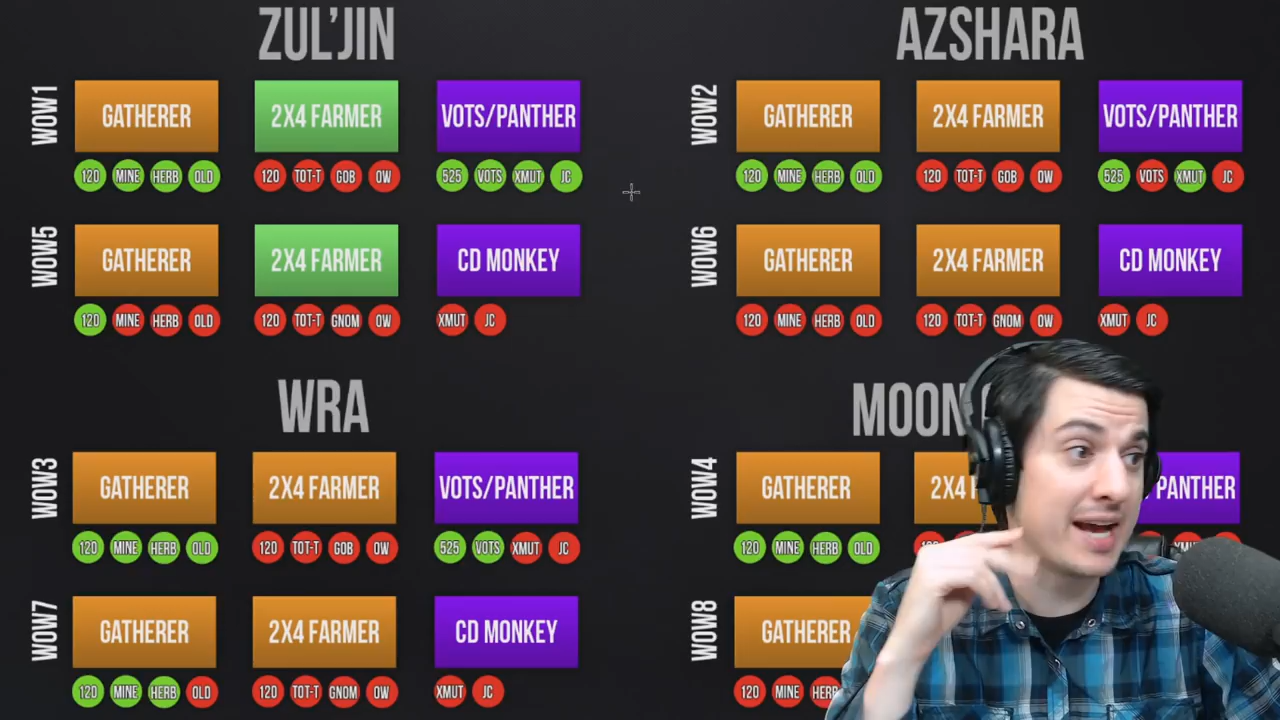 ZUL'JIN
WOW1
GATHERER
2X4 FARMER
VOTS/PANTHER
120 MINE HERB OLD
120 TOT-T GOB OW
525 VOTS XMUT JC
WOW5
GATHERER
2X4 FARMER
CD MONKEY
120 MINE HERB OLD
120 TOT-T GNOM OW
XMUT JC
AZSHARA
WOW2
GATHERER
2X4 FARMER
VOTS/PANTHER
120 MINE HERB OLD
120 TOT-T GOB OW
525 VOTS XMUT JC
WOW6
GATHERER
2X4 FARMER
CD MONKEY
120 MINE HERB OLD
120 TOT-T GNOM OW
XMUT JC
WRA
WOW3
GATHERER
2X4 FARMER
VOTS/PANTHER
120 MINE HERB OLD
120 TOT-T GOB OW
525 VOTS XMUT JC
WOW7
GATHERER
2X4 FARMER
CD MONKEY
120 MINE HERB OLD
120 TOT-T GNOM OW
XMUT JC
MOON
WOW4
GATHERER
2X4
PANTHER
120 MINE HERB OLD
WOW8
GATHERER
120 MINE HERB